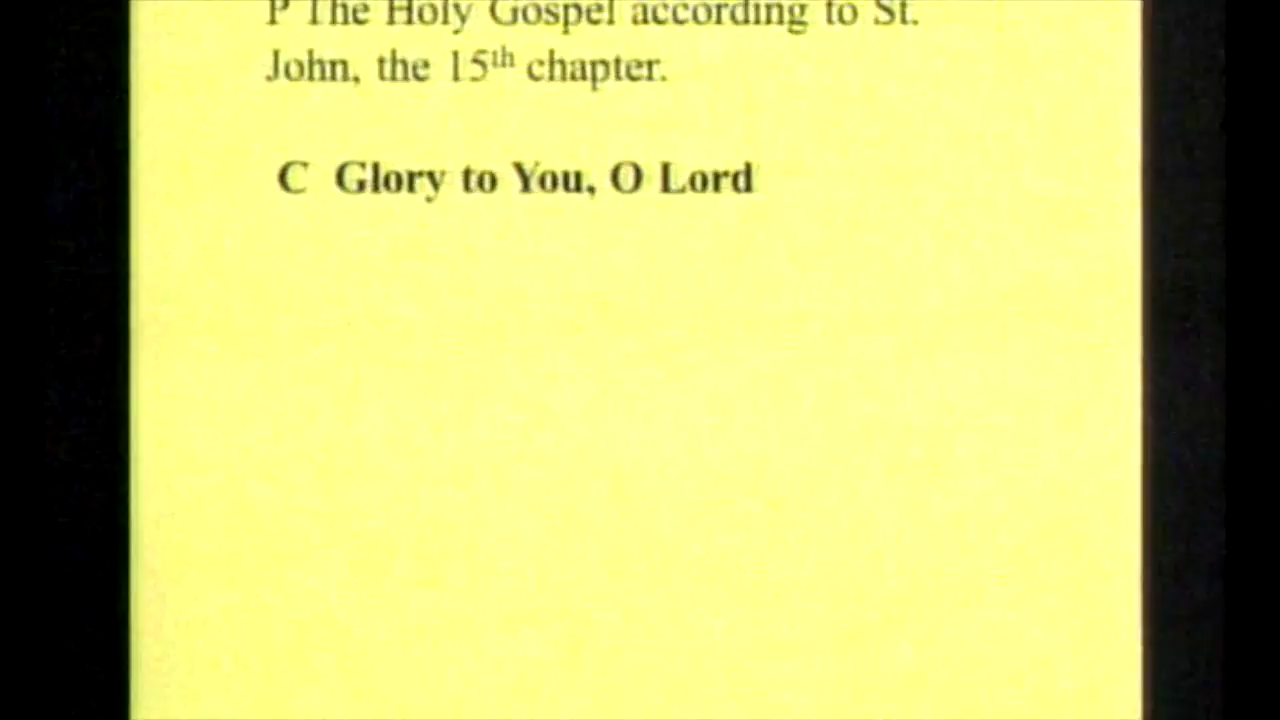 P The Holy Gospel according to St.
John, the 15th chapter.
C Glory to You, O Lord